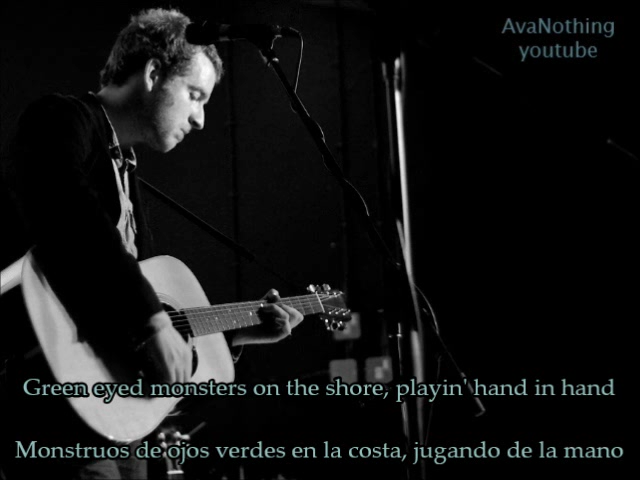 AvaNothing
youtube
Green eyed monsters on the shore, playin' hand in hand
Monstruos de ojos verdes en la costa, jugando de la mano